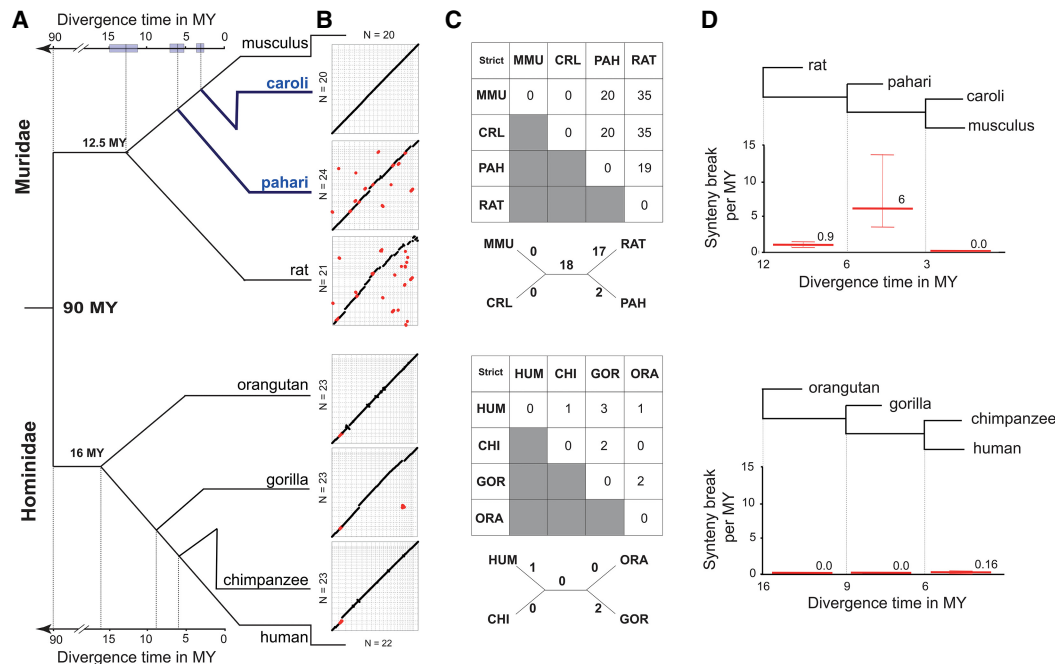 A
Divergence time in MY
90 15 10 5 0
Muridae
12.5 MY
musculus
caroli
pahari
rat
90 MY
Hominidae
16 MY
orangutan
gorilla
chimpanzee
human
90 15 10 5 0
Divergence time in MY
B
N = 20
N = 20
N = 24
N= 21
N = 23
N = 23
N = 23
N = 22
C
Strict MMU CRL PAH RAT
MMU 0 0 20 35
CRL 0 20 35
PAH 0 19
RAT 0
MMU 0 17 RAT
18
CRL 0 2 PAH
Strict HUM CHI GOR ORA
HUM 0 1 3 1
CHI 0 2 0
GOR 0 2
ORA 0
HUM 1 0 ORA
0
CHI 0 2 GOR
D
rat
pahari
caroli
musculus
Synteny break
per MY
15
10
5
0
0.9
6
0.0
12 6 3
Divergence time in MY
orangutan
gorilla
chimpanzee
human
Synteny break
per MY
15
10
5
0
0.0
0.0
0.16
16 9 6
Divergence time in MY